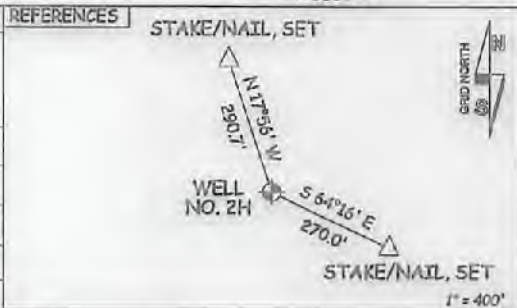 REFERENCES
STAKE/NAIL, SET
GRID NORTH
N
S
N 17°56' W
290.7'
WELL
NO. 2H
S 64°16' E
270.0'
STAKE/NAIL, SET
1" = 400'